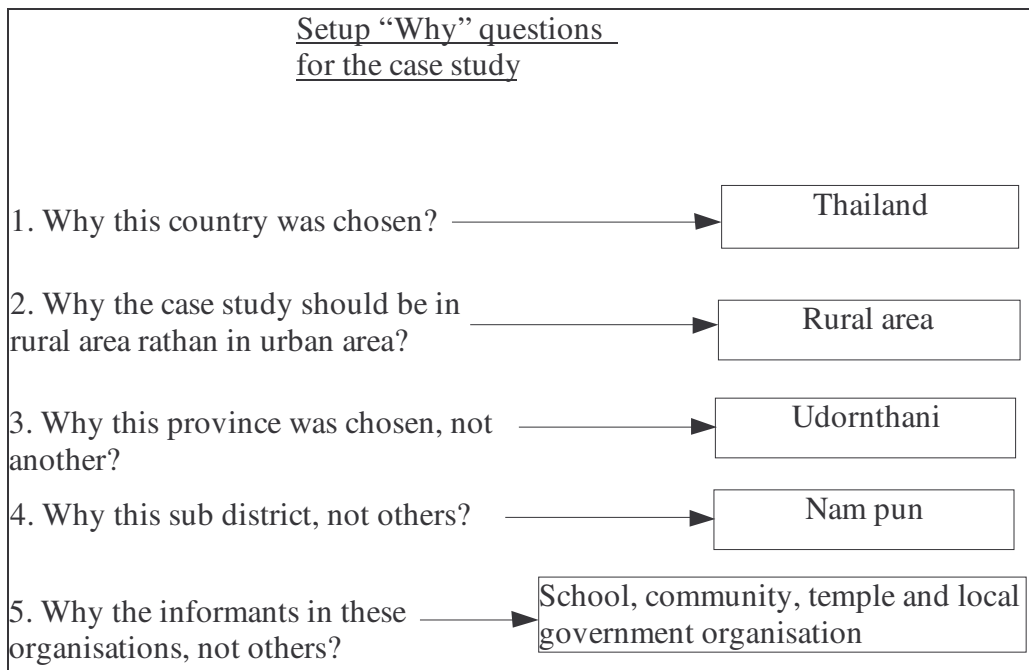 Setup “Why” questions
for the case study
1. Why this country was chosen?
Thailand
2. Why the case study should be in
rural area rathan in urban area?
Rural area
3. Why this province was chosen, not
another?
Udornthani
4. Why this sub district, not others?
Nam pun
5. Why the informants in these
organisations, not others?
School, community, temple and local
government organisation